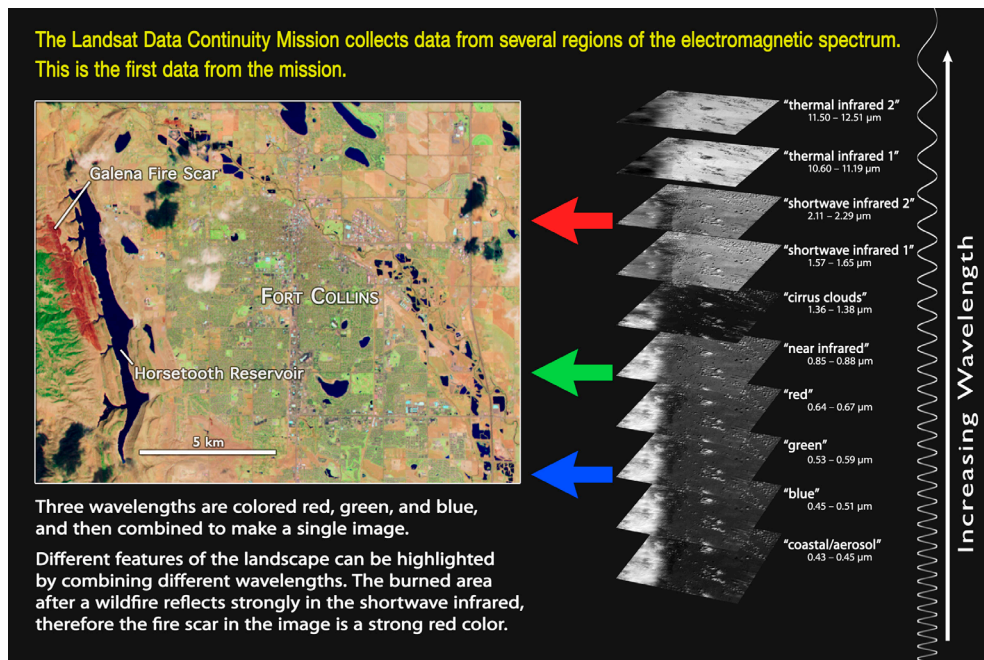 The Landsat Data Continuity Mission collects data from several regions of the electromagnetic spectrum.
This is the first data from the mission.
Galena Fire Scar
FORT COLLINS
Horsetooth Reservoir
5 km
Three wavelengths are colored red, green, and blue,
and then combined to make a single image.
Different features of the landscape can be highlighted
by combining different wavelengths. The burned area
after a wildfire reflects strongly in the shortwave infrared,
therefore the fire scar in the image is a strong red color.
“thermal infrared 2”
11.50 – 12.51 µm
“thermal infrared 1”
10.60 – 11.19 µm
“shortwave infrared 2”
2.11 – 2.29 µm
“shortwave infrared 1”
1.57 – 1.65 µm
“cirrus clouds”
1.36 – 1.38 µm
“near infrared”
0.85 – 0.88 µm
“red”
0.64 – 0.67 µm
“green”
0.53 – 0.59 µm
“blue”
0.45 – 0.51 µm
“coastal/aerosol”
0.43 – 0.45 µm
Increasing Wavelength